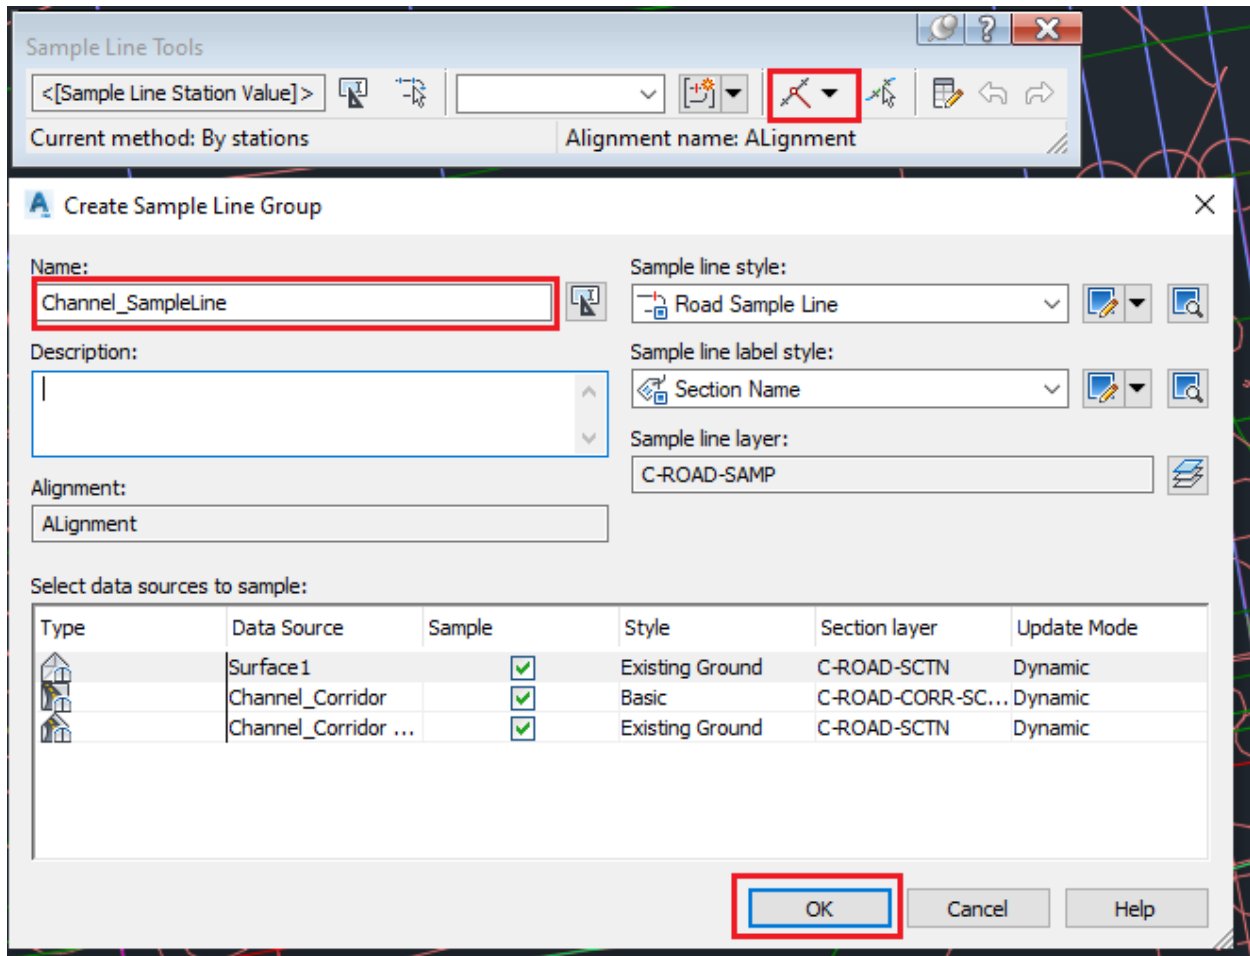 Sample Line Tools
<[Sample Line Station Value]>
Current method: By stations
Alignment name: ALignment
Create Sample Line Group
Name:
Channel_SampleLine
Description:
Alignment:
ALignment
Sample line style:
Road Sample Line
Sample line label style:
Section Name
Sample line layer:
C-ROAD-SAMP
Select data sources to sample:
Type Data Source Sample Style Section layer Update Mode
Surface1 Existing Ground C-ROAD-SCTN Dynamic
Channel_Corridor Basic C-ROAD-CORR-SC... Dynamic
Channel_Corridor ... Existing Ground C-ROAD-SCTN Dynamic
OK Cancel Help